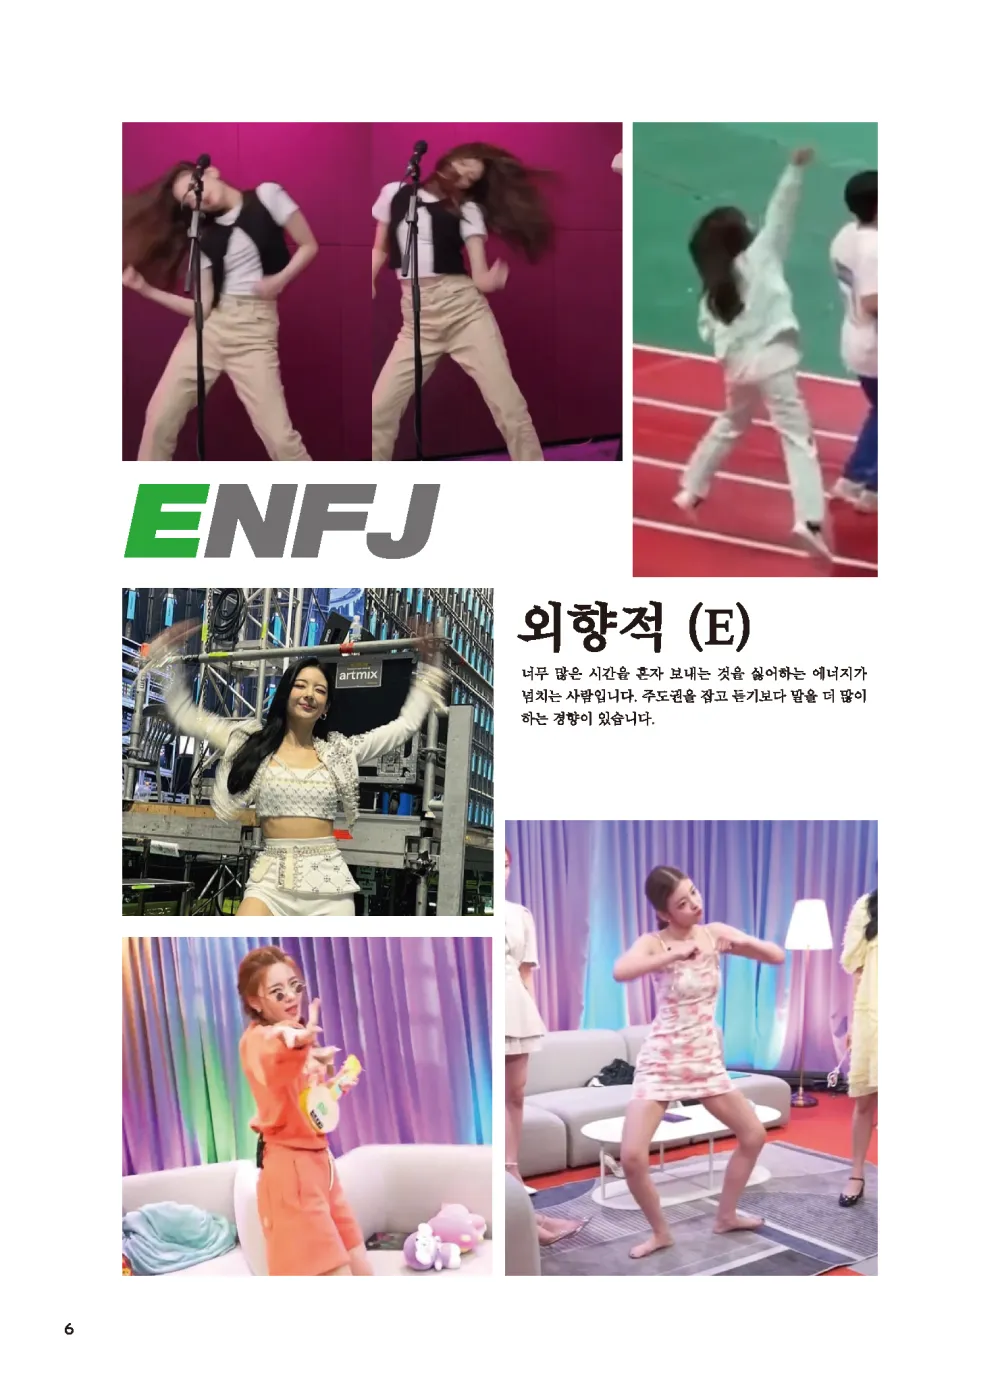 ENFJ
artmix
외향적 (E)
너무 많은 시간을 혼자 보내는 것을 싫어하는 에너지가
넘치는 사람입니다. 주도권을 잡고 듣기보다 말을 더 많이
하는 경향이 있습니다.
6